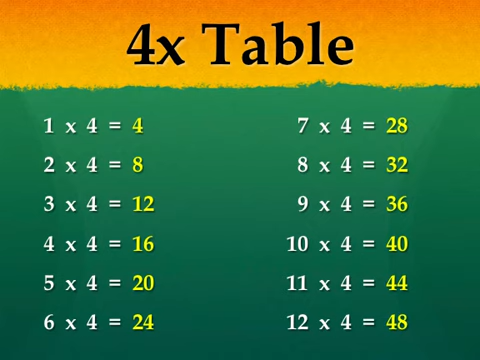 4x Table
1 x 4 = 4
2 x 4 = 8
3 x 4 = 12
4 x 4 = 16
5 x 4 = 20
6 x 4 = 24
7 x 4 = 28
8 x 4 = 32
9 x 4 = 36
10 x 4 = 40
11 x 4 = 44
12 x 4 = 48